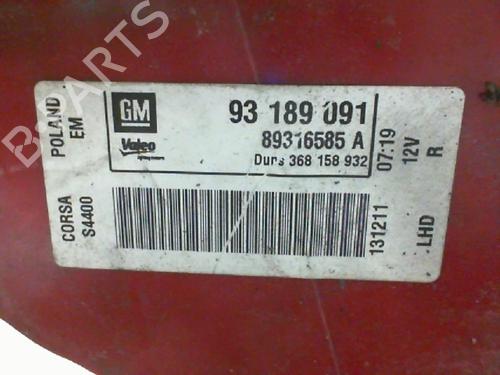 B-PARTS
POLAND
EM
GM
93 189 091
Valeo
89316585 A
Durs 368 158 932
07:19
12V
R
CORSA
S4400
131211
LHD